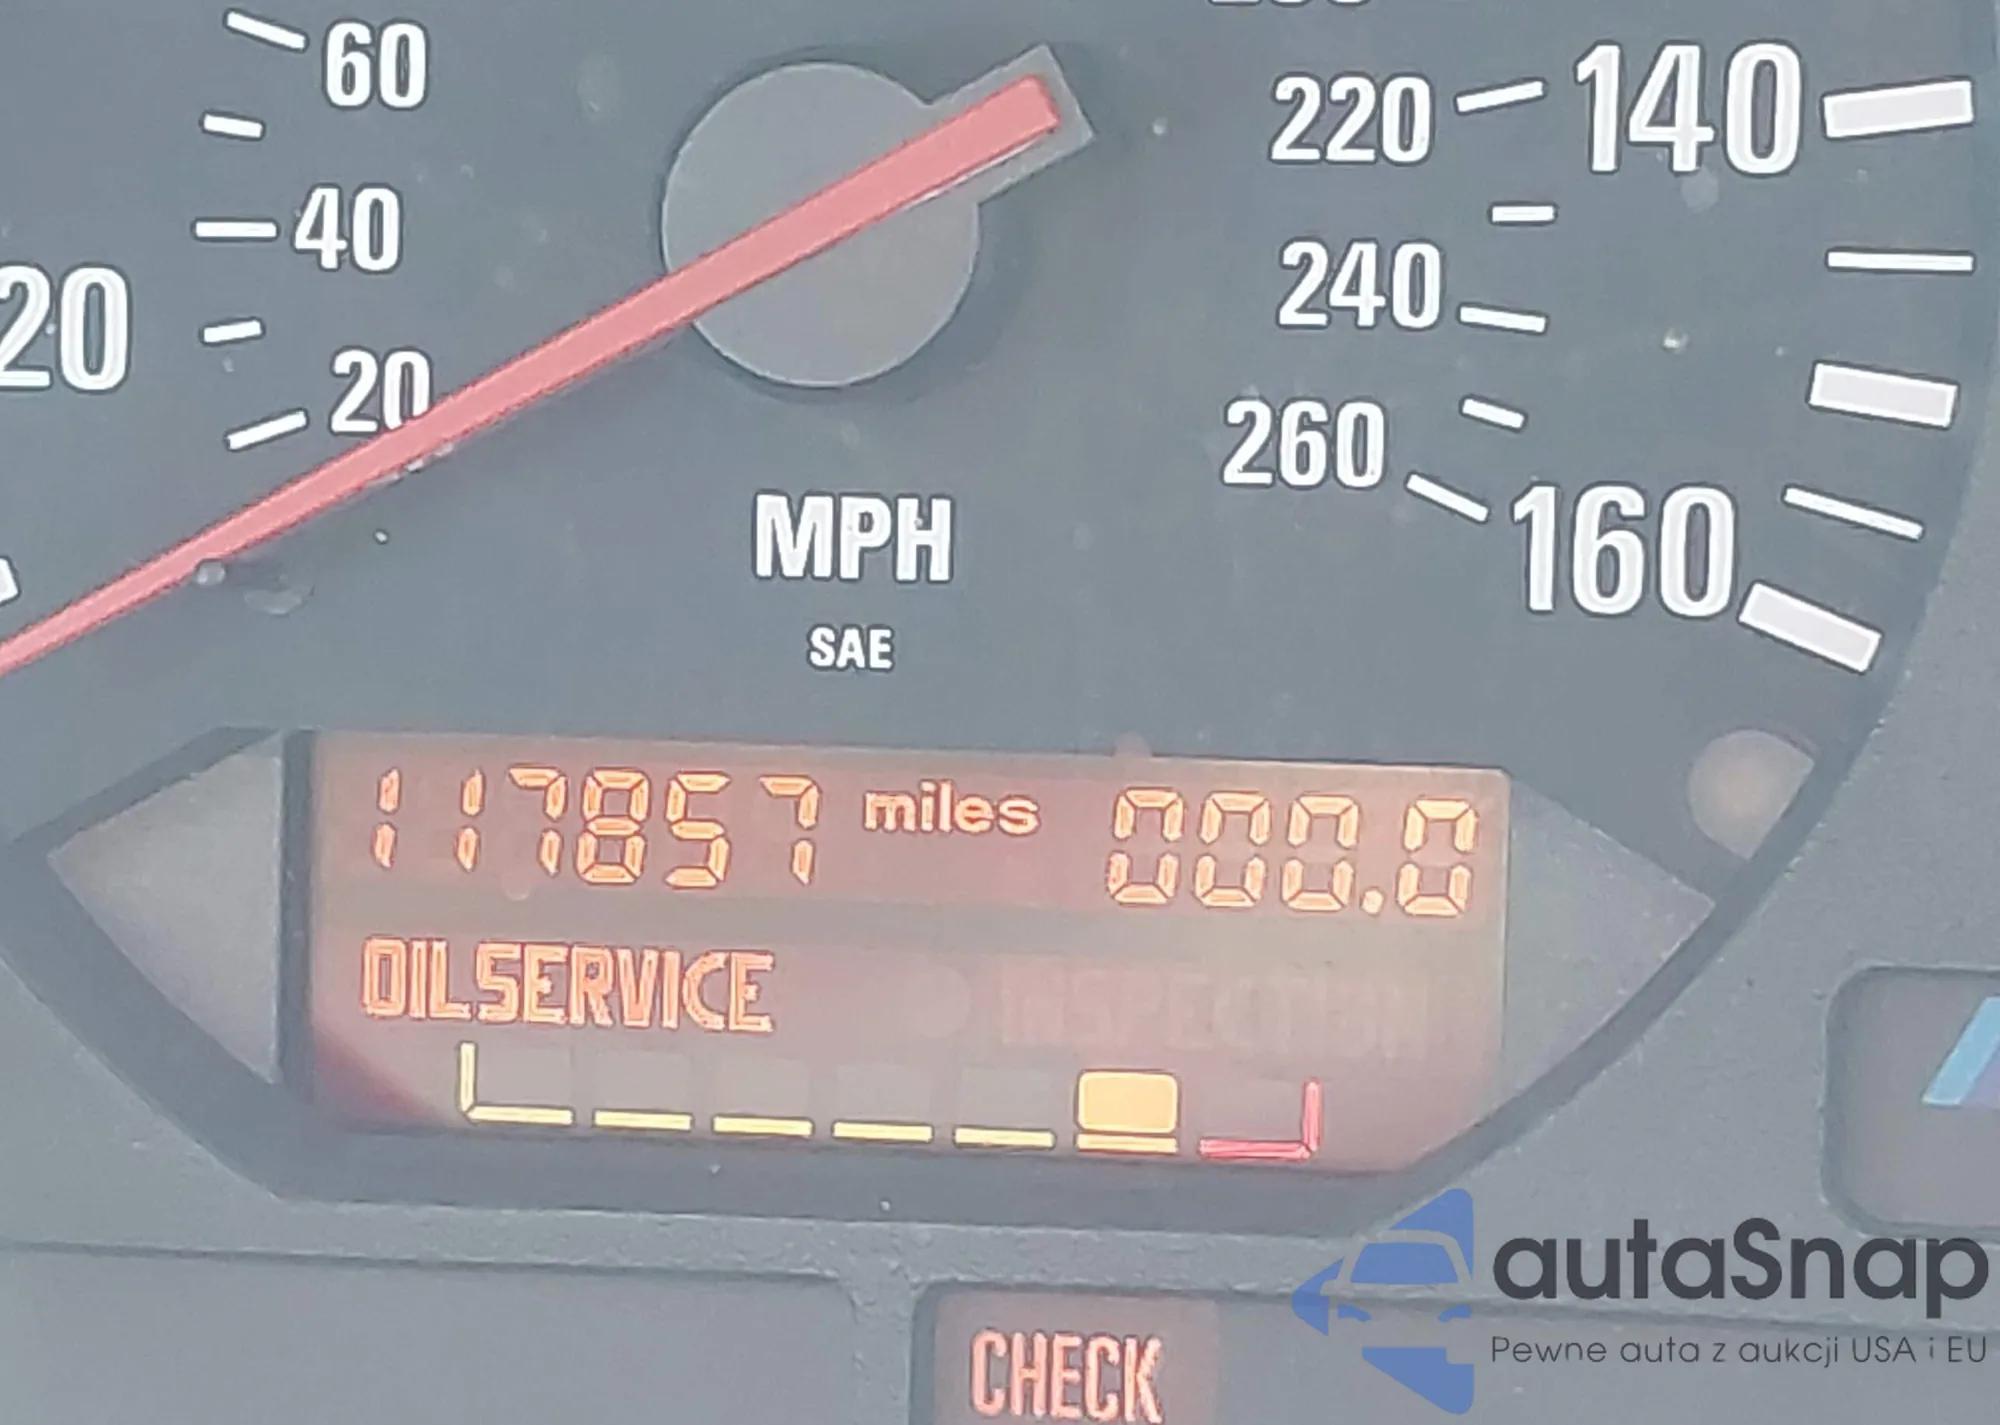 60
220
140
40
20
240
20
260
160
MPH
SAE
117857 miles 000.0
OILSERVICE
INSPECTION
CHECK
autaSnap
Pewne auta z aukcji USA i EU